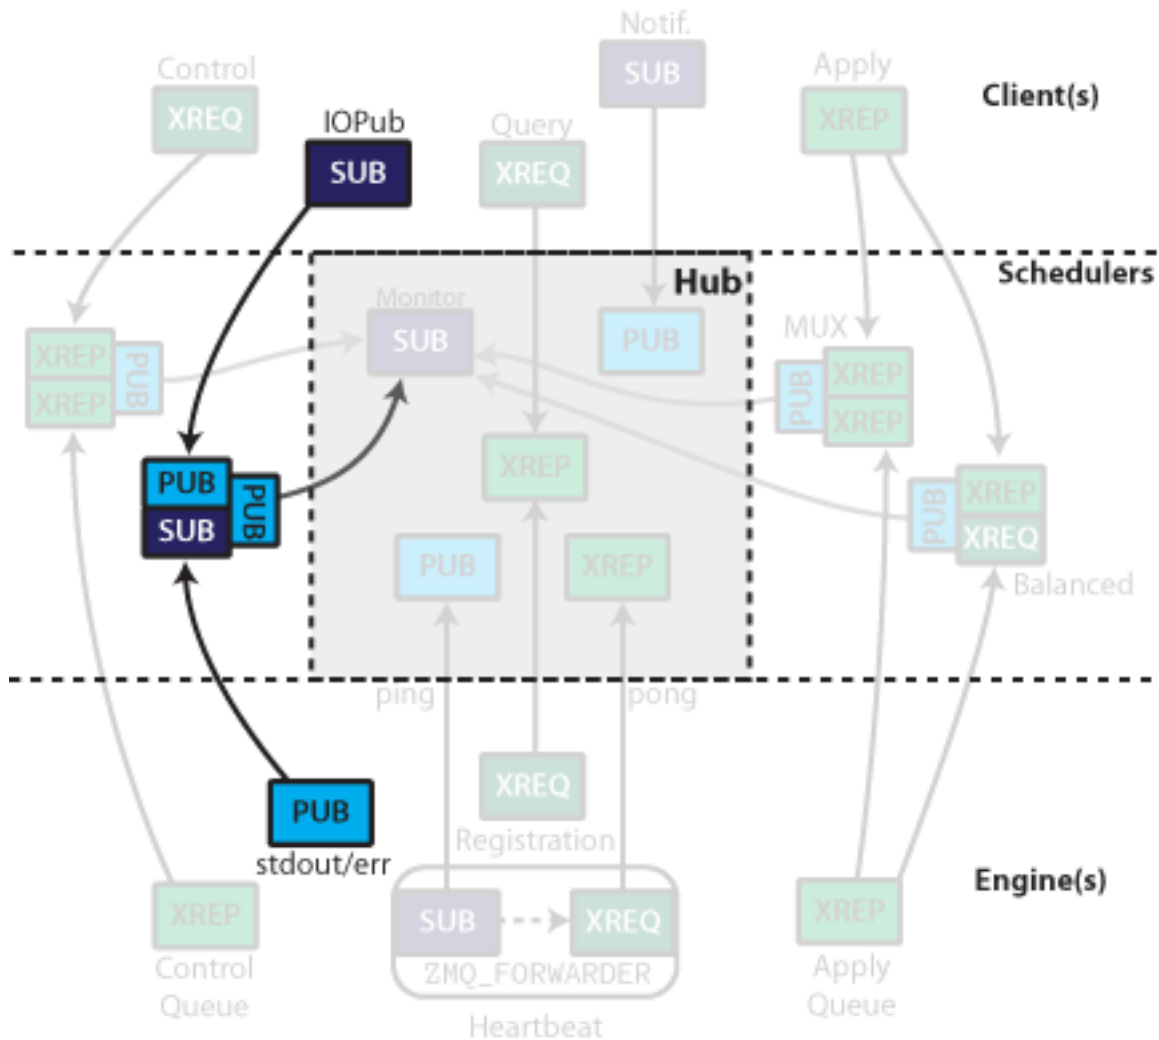 Notif.
SUB
Control
XREQ
Apply
XREP
Client(s)
IOPub
SUB
Query
XREQ
Schedulers
Hub
Monitor
SUB
PUB
MUX
XREP
XREP
PUB
PUB
XREP
XREP
PUB
SUB
PUB
XREP
PUB
XREP
XREQ
Balanced
PUB
XREP
ping
pong
XREQ
Registration
PUB
stdout/err
Engine(s)
XREP
Control
Queue
SUB
XREQ
ZMQ_FORWARDER
Heartbeat
XREP
Apply
Queue